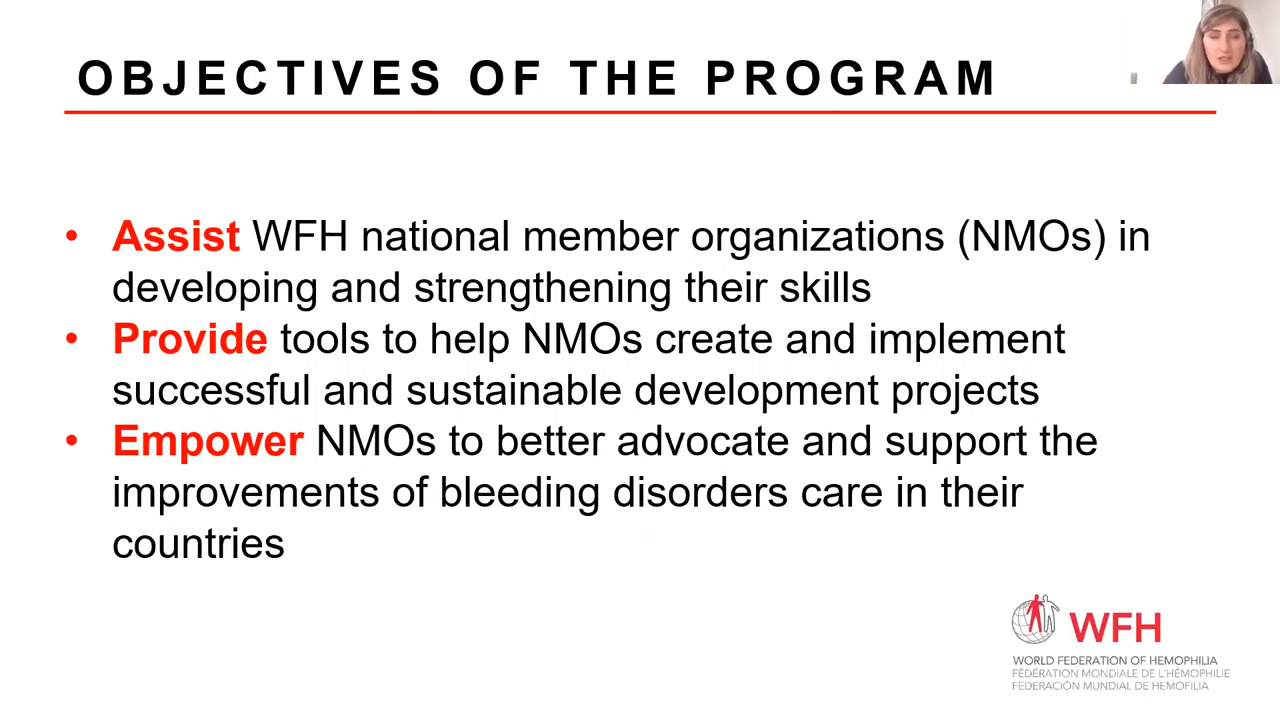 OBJECTIVES OF THE PROGRAM
• Assist WFH national member organizations (NMOs) in
developing and strengthening their skills
• Provide tools to help NMOs create and implement
successful and sustainable development projects
• Empower NMOs to better advocate and support the
improvements of bleeding disorders care in their
countries
WFH
WORLD FEDERATION OF HEMOPHILIA
FÉDÉRATION MONDIALE DE L'HÉMOPHILIE
FEDERACIÓN MUNDIAL DE HEMOFILIA